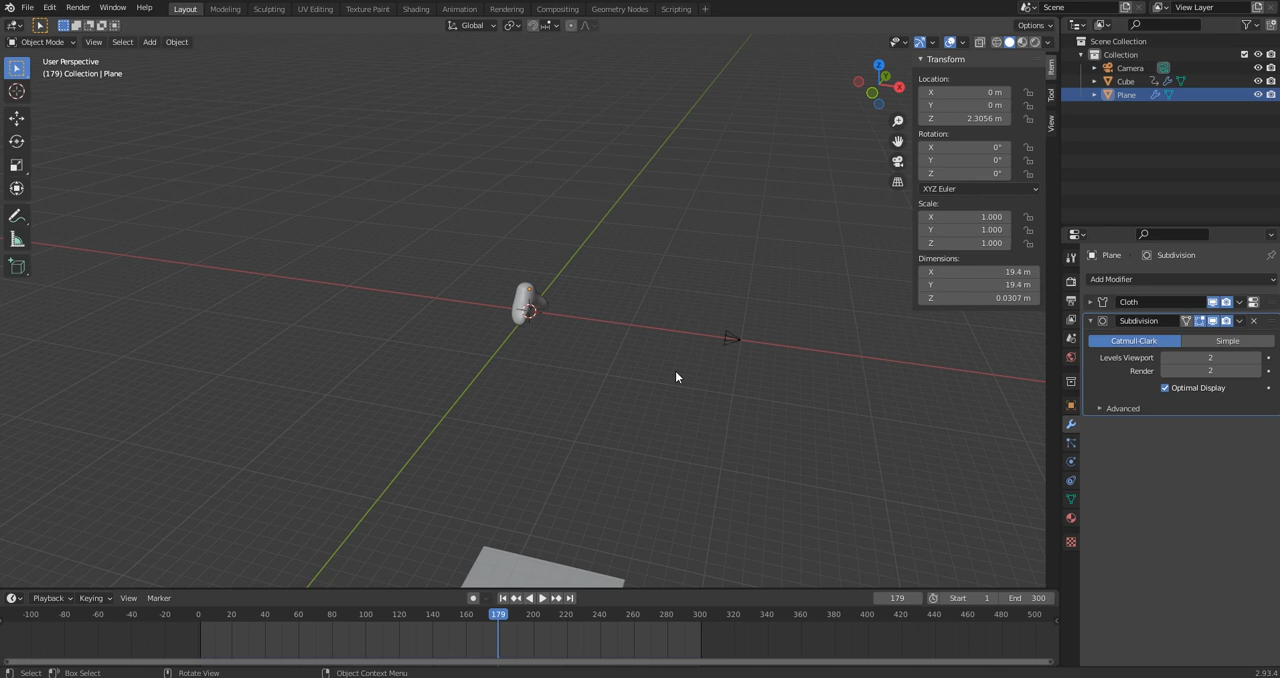 File Edit Render Window Help Layout Modeling Sculpting UV Editing Texture Paint Shading Animation Rendering Compositing Geometry Nodes Scripting + Scene View Layer
Global Options
Object Mode View Select Add Object
User Perspective
(179) Collection | Plane
Z
Y
X
Transform
Location:
X 0 m
Y 0 m
Z 2.3056 m
Rotation:
X 0°
Y 0°
Z 0°
XYZ Euler
Scale:
X 1.000
Y 1.000
Z 1.000
Dimensions:
X 19.4 m
Y 19.4 m
Z 0.0307 m
Item
Tool
View
Scene Collection
Collection
Camera
Cube
Plane
Plane Subdivision
Add Modifier
Cloth
Subdivision
Catmull-Clark Simple
Levels Viewport 2
Render 2
Optimal Display
Advanced
Playback Keying View Marker 179 Start 1 End 300
-100 -80 -60 -40 -20 0 20 40 60 80 100 120 140 160 179 200 220 240 260 280 300 320 340 360 380 400 420 440 460 480 500
Select Box Select Rotate View Object Context Menu 2.93.4